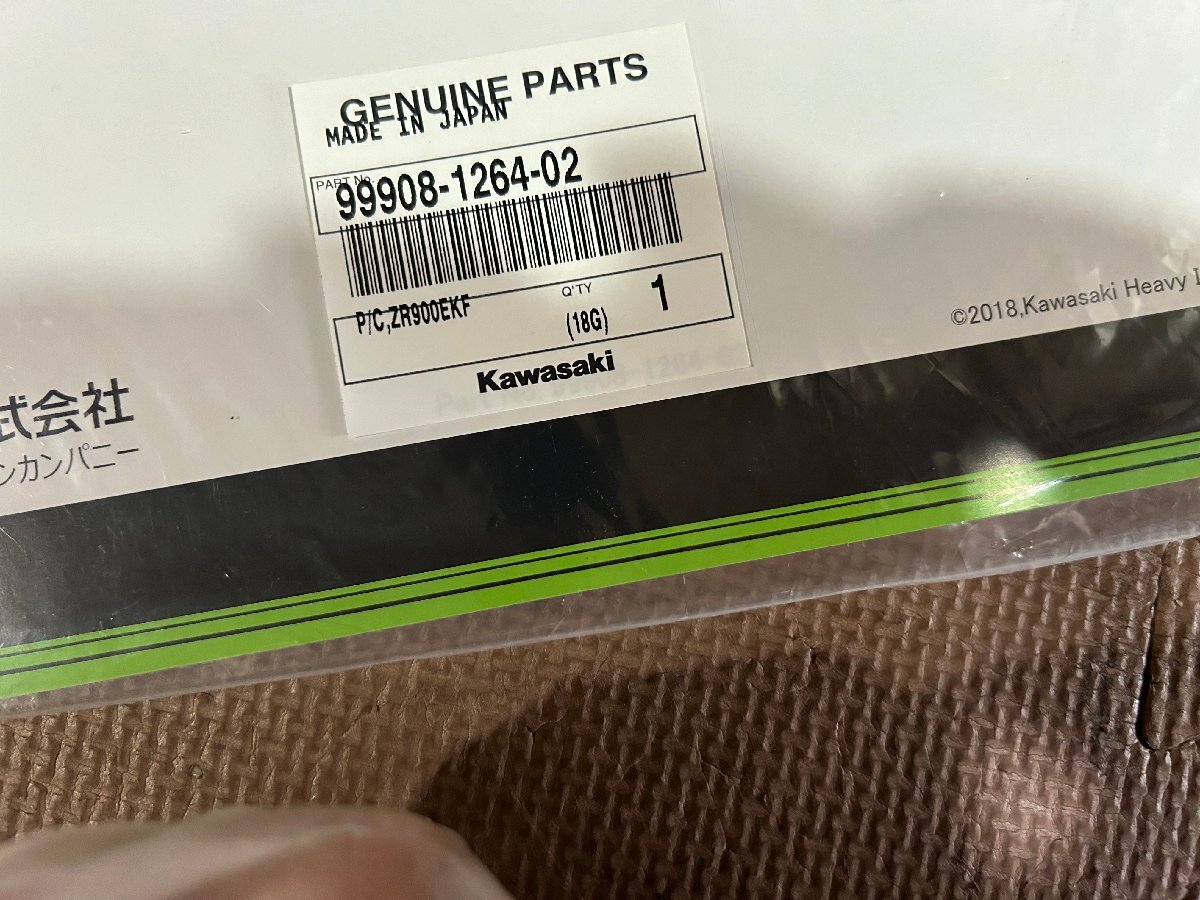 GENUINE PARTS
MADE IN JAPAN
PART No.
99908-1264-02
P/C,ZR900EKF
Q'TY
(18G)
1
Kawasaki
©2018,Kawasaki Heavy I
式会社
ンカンパニー